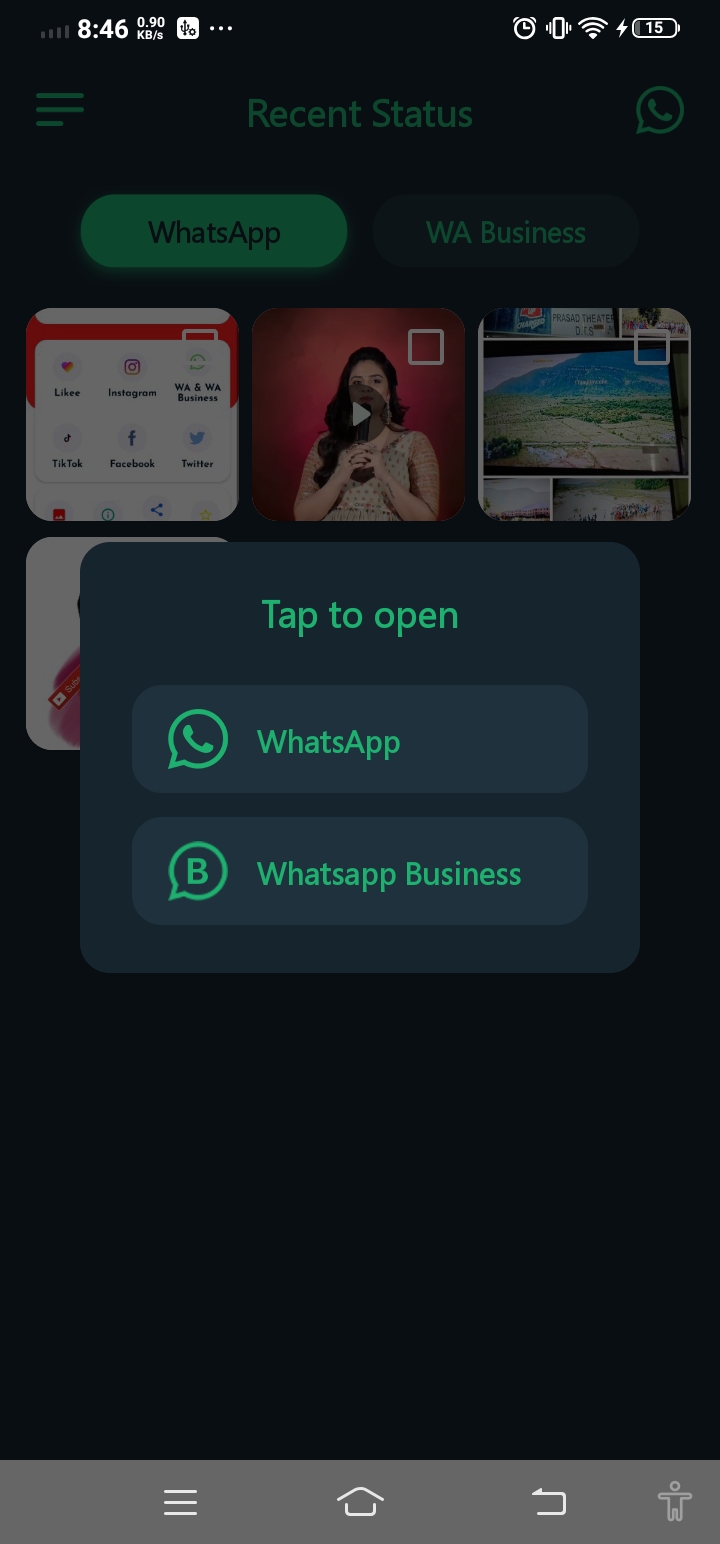 8:46
0.90
KB/s
15
Recent Status
WhatsApp
WA Business
Likee
Instagram
WA & WA
Business
TikTok
Facebook
Twitter
CHARGED
PRASAD THEATER
D.T.S
Tap to open
WhatsApp
B
Whatsapp Business